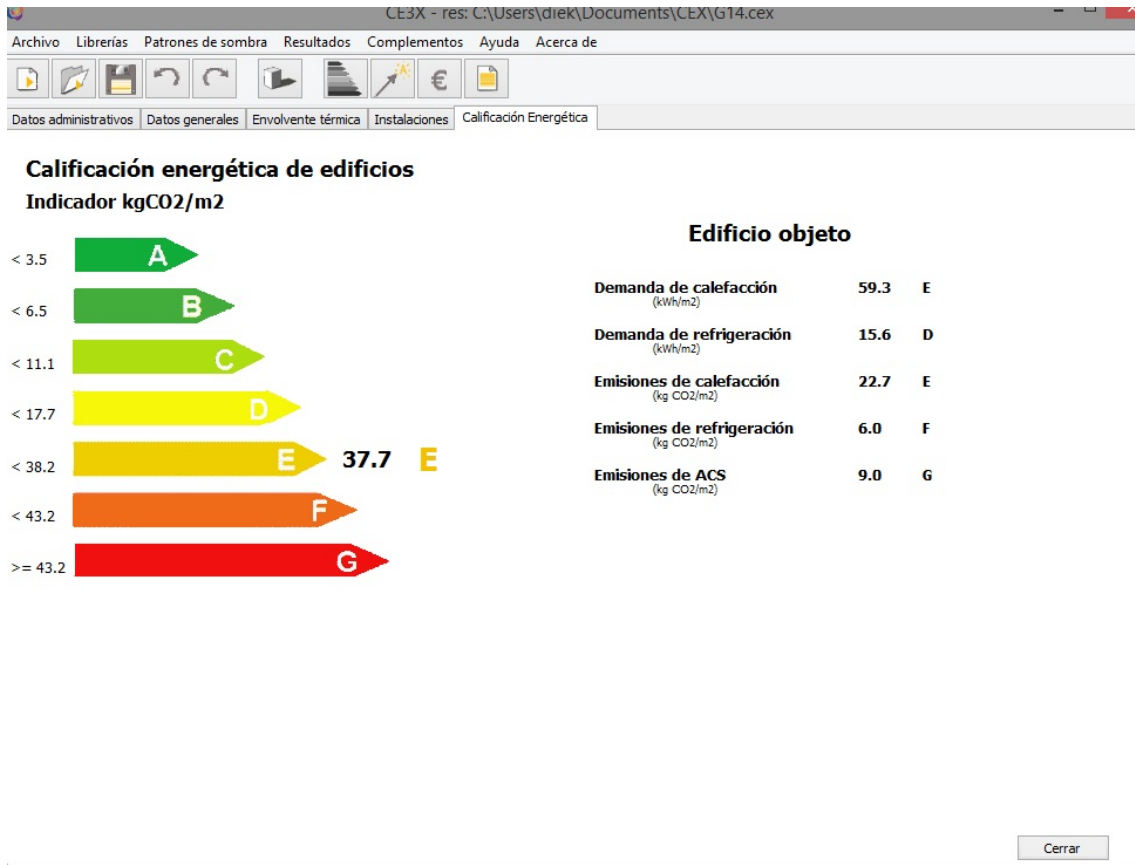 CE3X - res: C:\Users\diek\Documents\CEX\G14.cex
Archivo Librerías Patrones de sombra Resultados Complementos Ayuda Acerca de
€
Datos administrativos Datos generales Envolvente térmica Instalaciones Calificación Energética
Calificación energética de edificios
Indicador kgCO2/m2
< 3.5 A
< 6.5 B
< 11.1 C
< 17.7 D
< 38.2 E 37.7 E
< 43.2 F
>= 43.2 G
Edificio objeto
Demanda de calefacción 59.3 E
(kWh/m2)
Demanda de refrigeración 15.6 D
(kWh/m2)
Emisiones de calefacción 22.7 E
(kg CO2/m2)
Emisiones de refrigeración 6.0 F
(kg CO2/m2)
Emisiones de ACS 9.0 G
(kg CO2/m2)
Cerrar